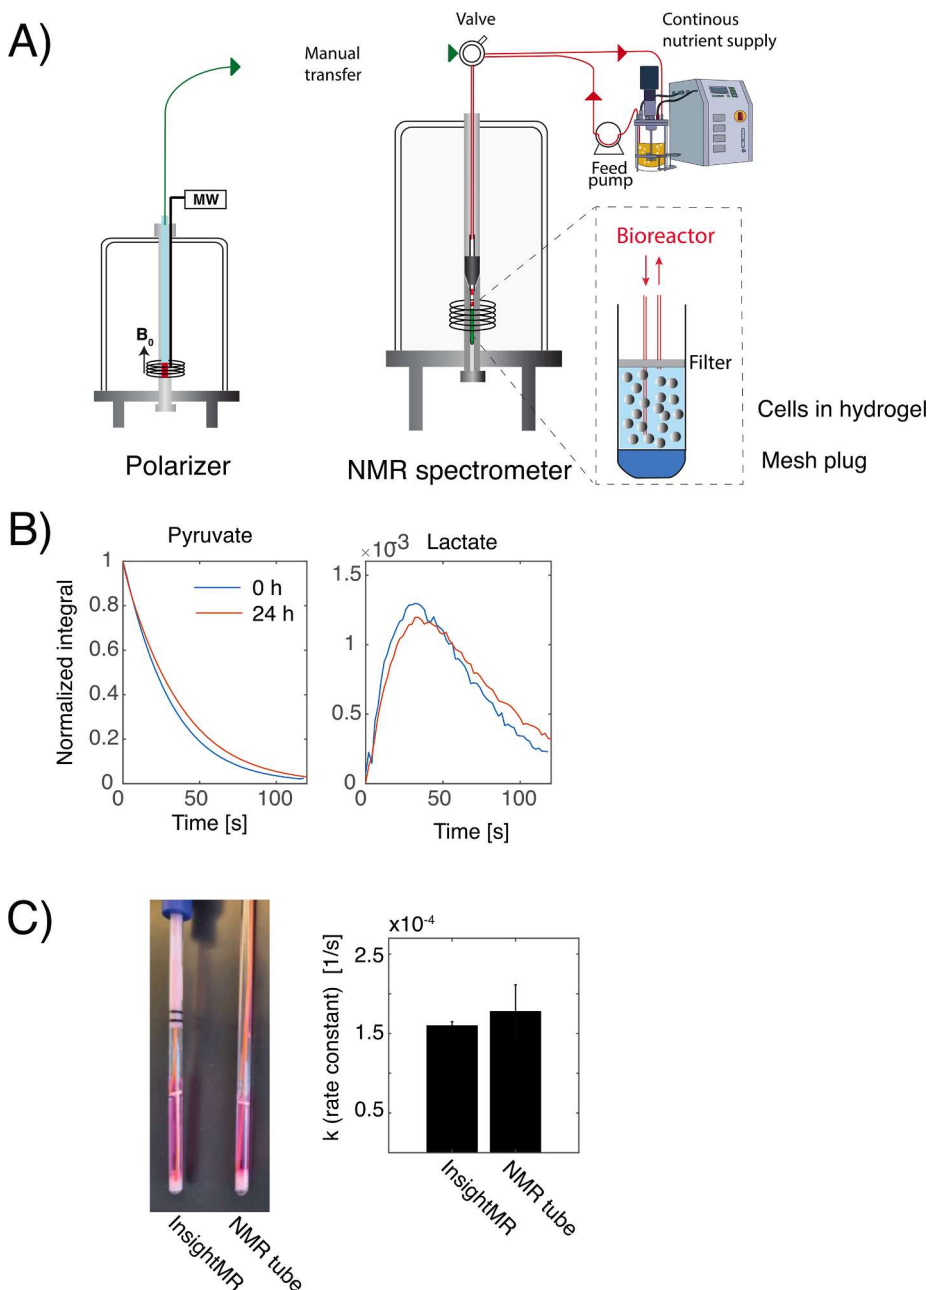 A)
Manual
transfer
Valve
Continous
nutrient supply
MW
Feed
pump
B0
Bioreactor
Filter
Cells in hydrogel
Mesh plug
Polarizer
NMR spectrometer
B)
Pyruvate
Normalized integral
1
0.8
0.6
0.4
0.2
0
0 h
24 h
0 50 100
Time [s]
×10-3
Lactate
1.5
1
0.5
0
0 50 100
Time [s]
C)
InsightMR
NMR tube
x10-4
k (rate constant) [1/s]
2.5
1.5
0.5
InsightMR
NMR tube